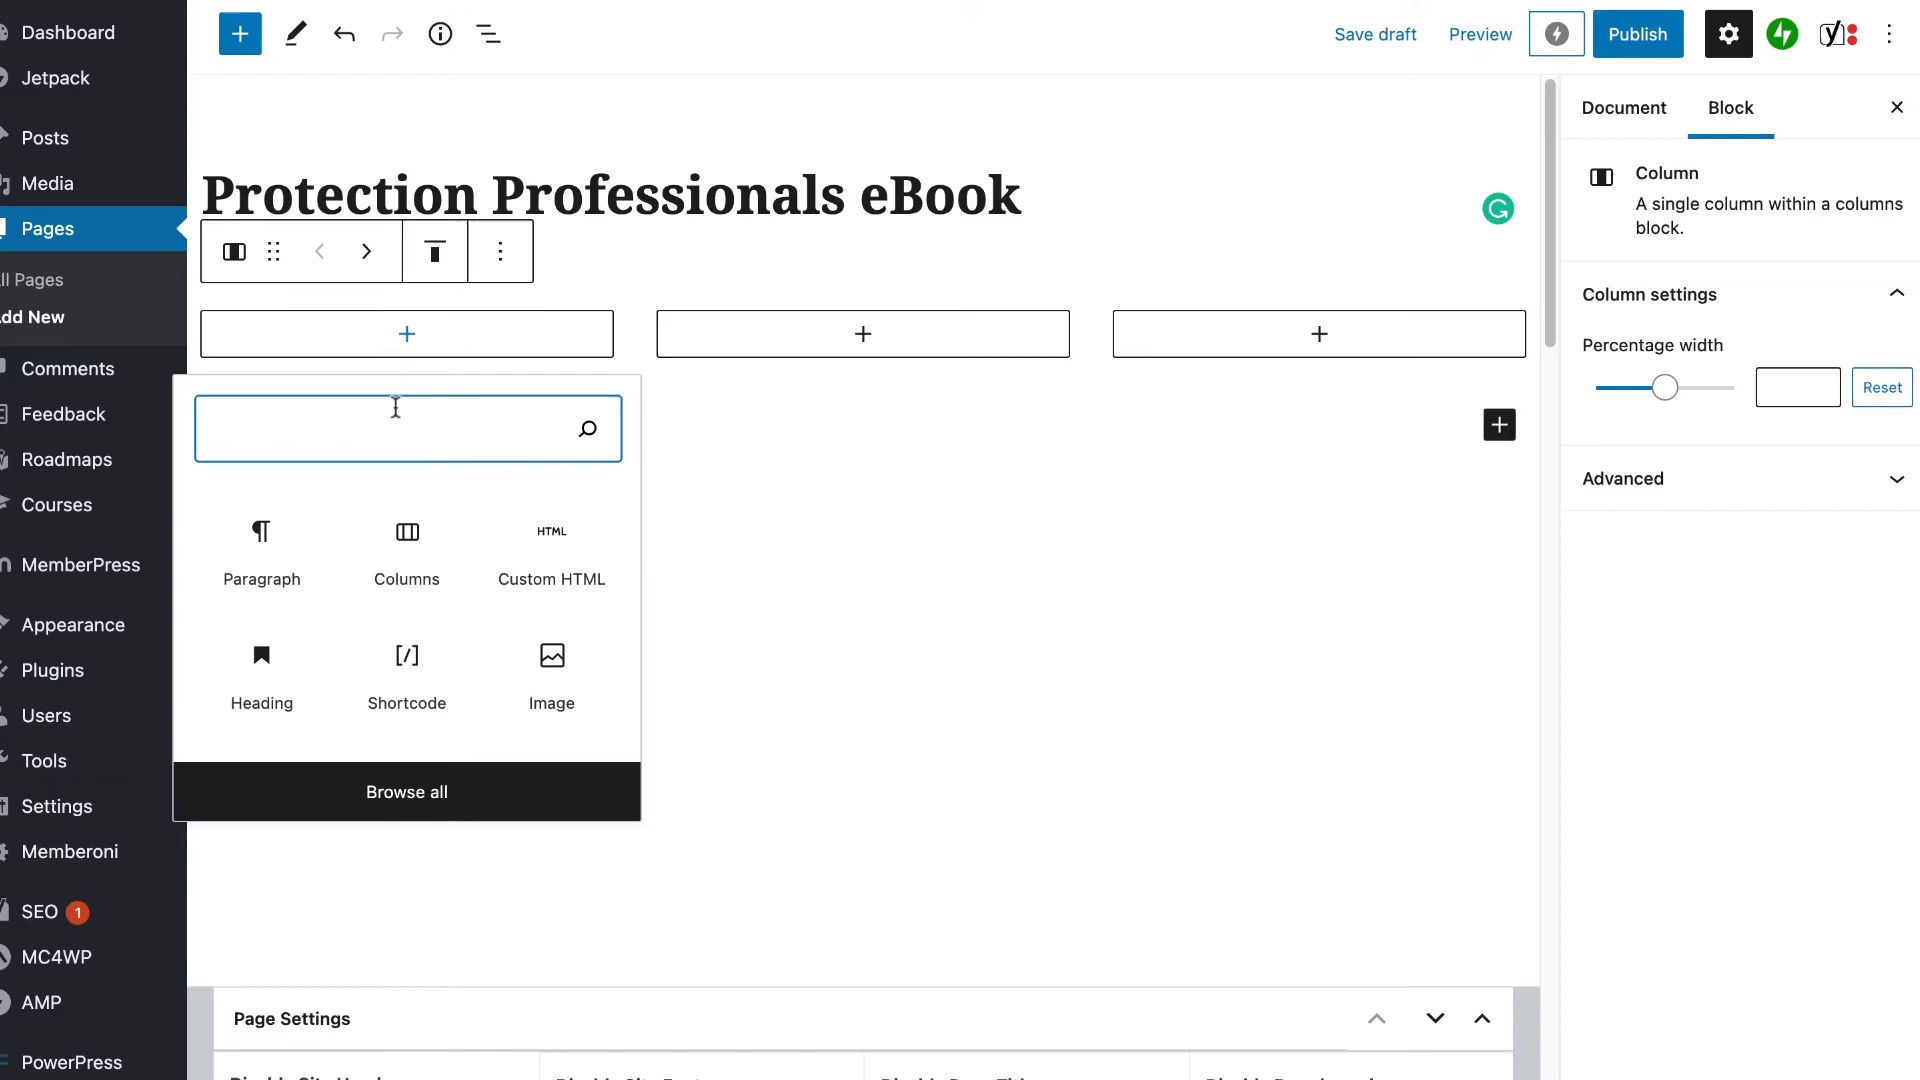 Dashboard
Jetpack
Posts
Media
Pages
ll Pages
dd New
Comments
Feedback
Roadmaps
Courses
MemberPress
Appearance
Plugins
Users
Tools
Settings
Memberoni
SEO 1
MC4WP
AMP
PowerPress
Save draft
Preview
Publish
Protection Professionals eBook
Paragraph
Columns
HTML
Custom HTML
Heading
[/]
Shortcode
Image
Browse all
Page Settings
Document
Block
Column
A single column within a columns
block.
Column settings
Percentage width
Reset
Advanced